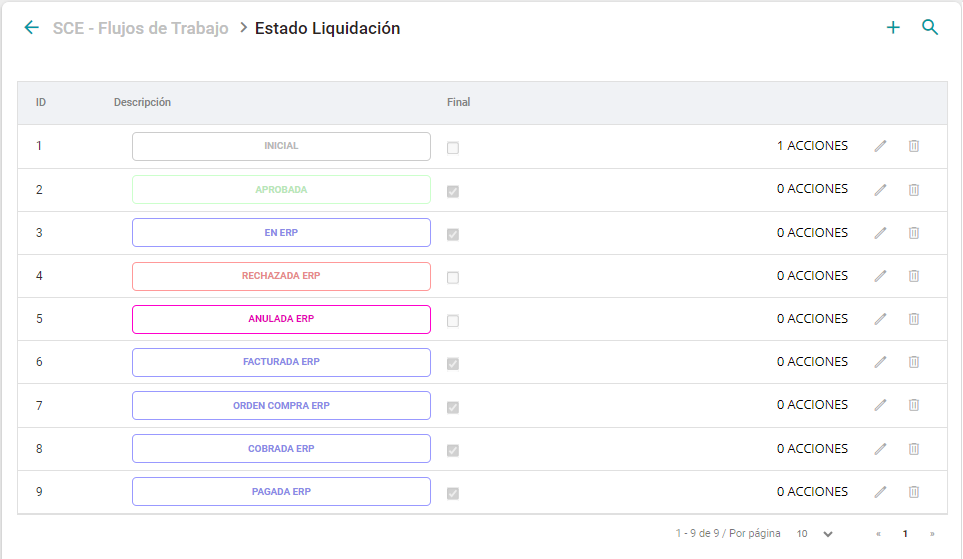 SCE - Flujos de Trabajo > Estado Liquidación
ID Descripción Final
1 INICIAL 1 ACCIONES
2 APROBADA 0 ACCIONES
3 EN ERP 0 ACCIONES
4 RECHAZADA ERP 0 ACCIONES
5 ANULADA ERP 0 ACCIONES
6 FACTURADA ERP 0 ACCIONES
7 ORDEN COMPRA ERP 0 ACCIONES
8 COBRADA ERP 0 ACCIONES
9 PAGADA ERP 0 ACCIONES
1 - 9 de 9 / Por página 10 « 1 »